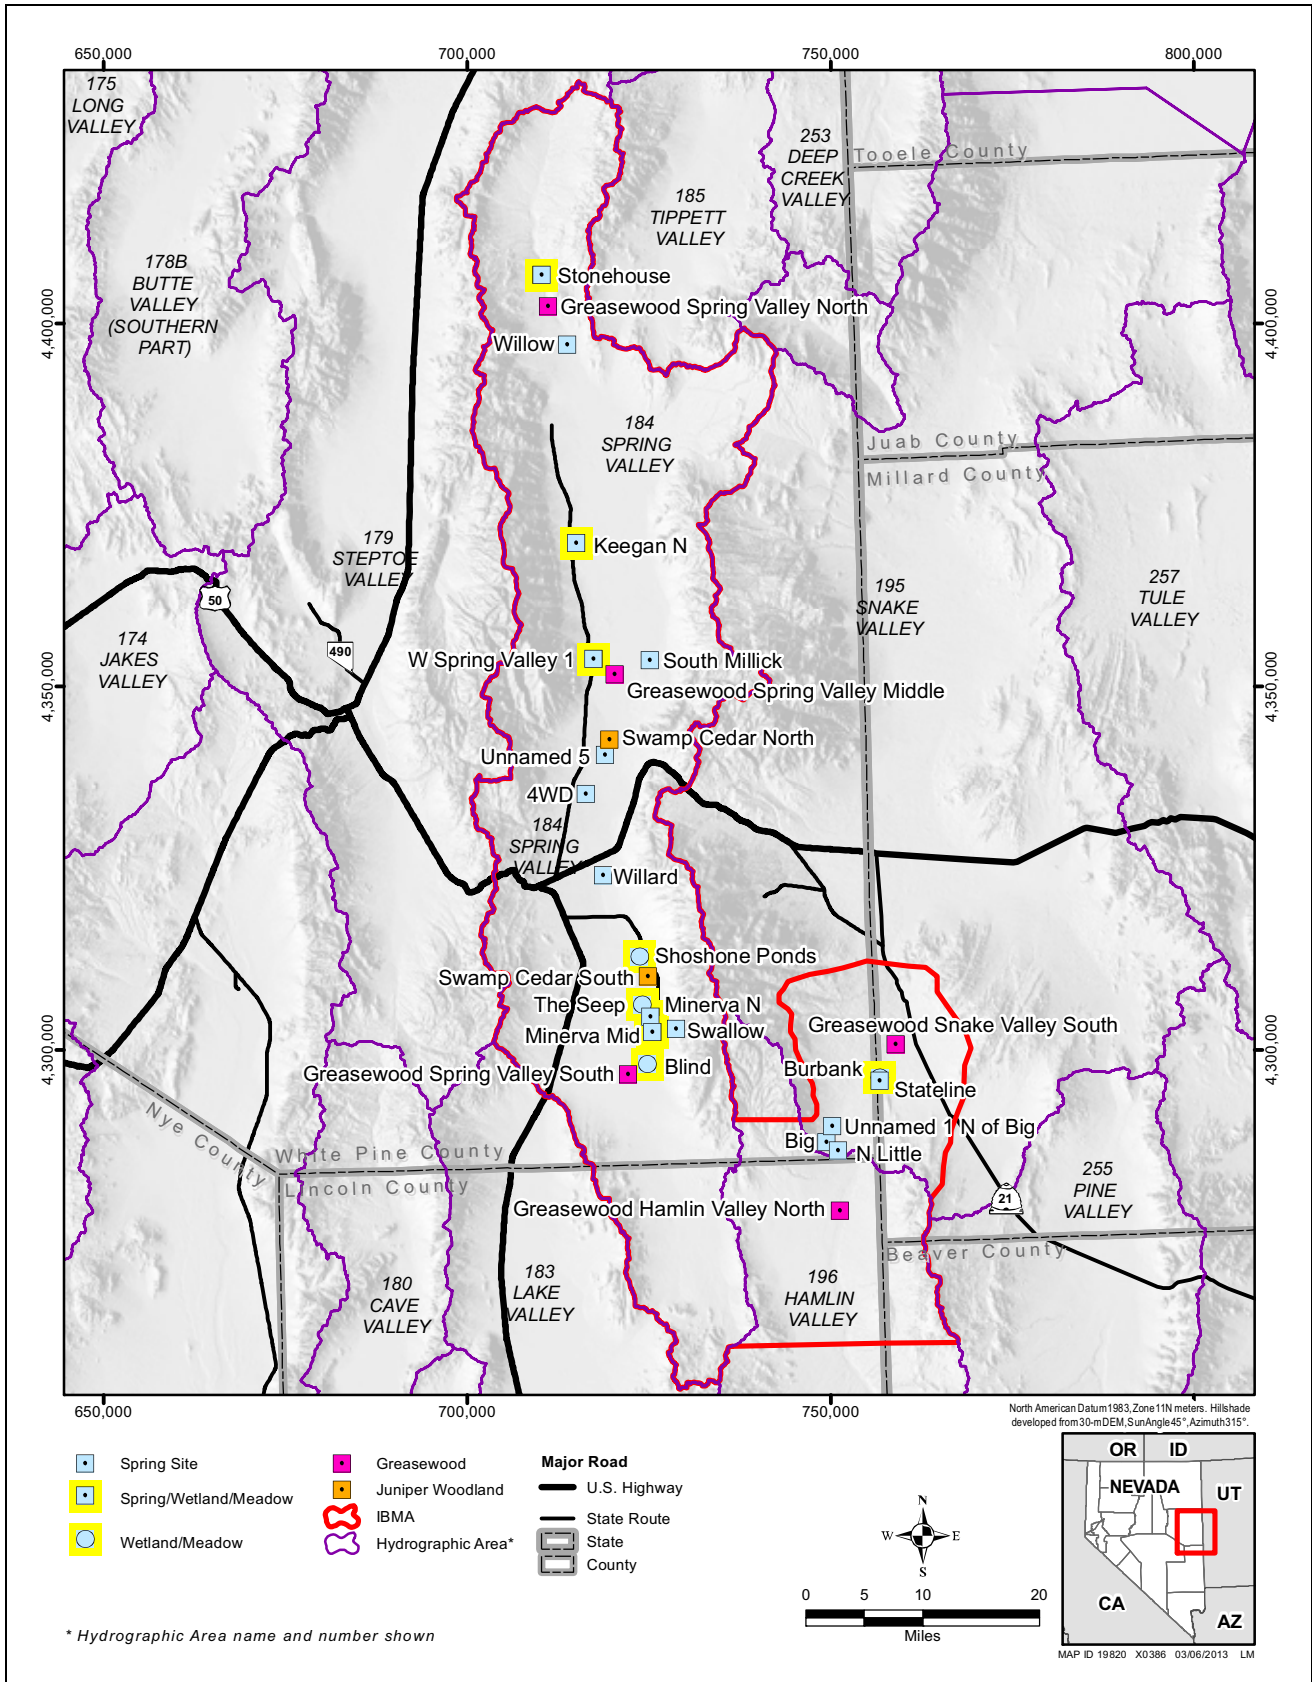 650,000
700,000
750,000
800,000
175
LONG
VALLEY
253
DEEP
CREEK
VALLEY
Tooele County
185
TIPPETT
VALLEY
178B
BUTTE
VALLEY
(SOUTHERN
PART)
Stonehouse
Greasewood Spring Valley North
4,400,000
4,400,000
Willow
184
SPRING
VALLEY
Juab County
Millard County
179
STEPTOE
VALLEY
Keegan N
50
195
SNAKE
VALLEY
257
TULE
VALLEY
174
JAKES
VALLEY
490
W Spring Valley 1
South Millick
Greasewood Spring Valley Middle
4,350,000
4,350,000
Swamp Cedar North
Unnamed 5
4WD
184
SPRING
VALLEY
Willard
Shoshone Ponds
Swamp Cedar South
The Seep
Minerva N
Minerva Mid
Swallow
Greasewood Snake Valley South
4,300,000
4,300,000
Blind
Greasewood Spring Valley South
Burbank
Stateline
Nye County
Unnamed 1 N of Big
Big
N Little
White Pine County
Lincoln County
255
PINE
VALLEY
21
Greasewood Hamlin Valley North
Beaver County
180
CAVE
VALLEY
183
LAKE
VALLEY
196
HAMLIN
VALLEY
650,000
700,000
750,000
North American Datum 1983, Zone 11N meters. Hillshade
developed from 30-m DEM, Sun Angle 45°, Azimuth 315°.
Spring Site
Spring/Wetland/Meadow
Wetland/Meadow
Greasewood
Juniper Woodland
IBMA
Hydrographic Area*
Major Road
U.S. Highway
State Route
State
County
N
W
E
S
0
5
10
20
Miles
OR
ID
NEVADA
UT
CA
AZ
* Hydrographic Area name and number shown
MAP ID 19820 X0386 03/06/2013 LM